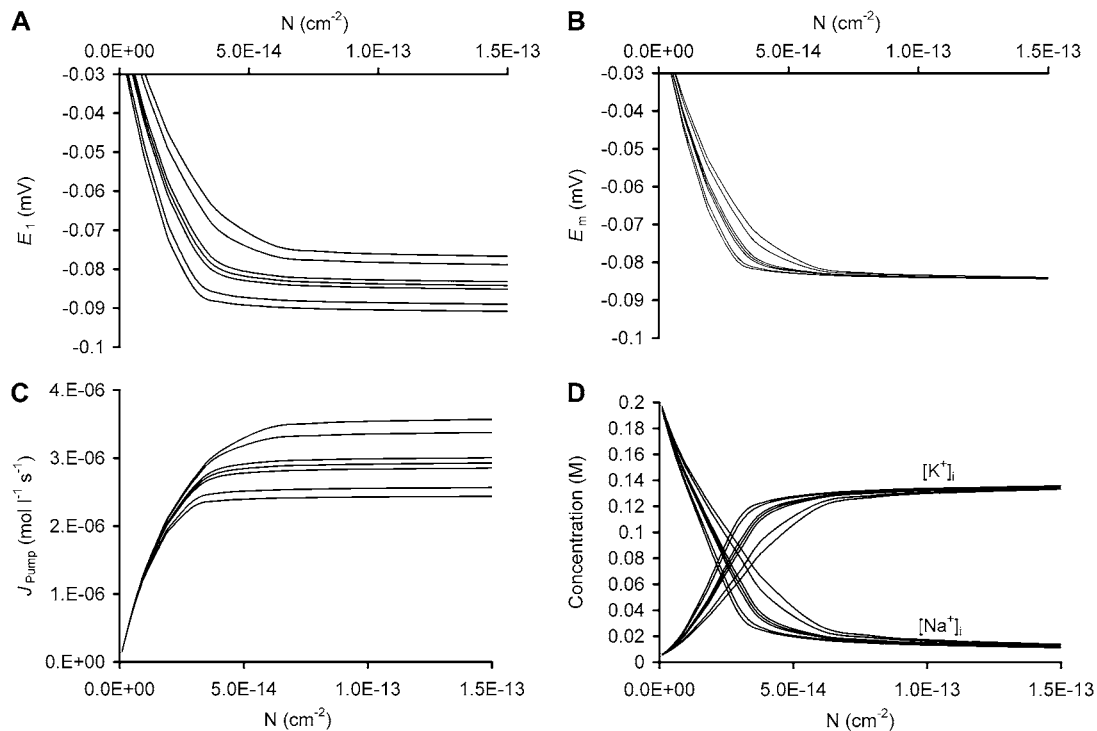 A
N (cm-2)
0.0E+00 5.0E-14 1.0E-13 1.5E-13
-0.03
-0.04
-0.05
-0.06
-0.07
-0.08
-0.09
-0.1
E1 (mV)
B
N (cm-2)
0.0E+00 5.0E-14 1.0E-13 1.5E-13
-0.03
-0.04
-0.05
-0.06
-0.07
-0.08
-0.09
-0.1
Em (mV)
C
4.E-06
3.E-06
2.E-06
1.E-06
0.E+00
JPump (mol l-1 s-1)
0.0E+00 5.0E-14 1.0E-13 1.5E-13
N (cm-2)
D
0.2
0.18
0.16
0.14
0.12
0.1
0.08
0.06
0.04
0.02
0
Concentration (M)
[K+]i
[Na+]i
0.0E+00 5.0E-14 1.0E-13 1.5E-13
N (cm-2)